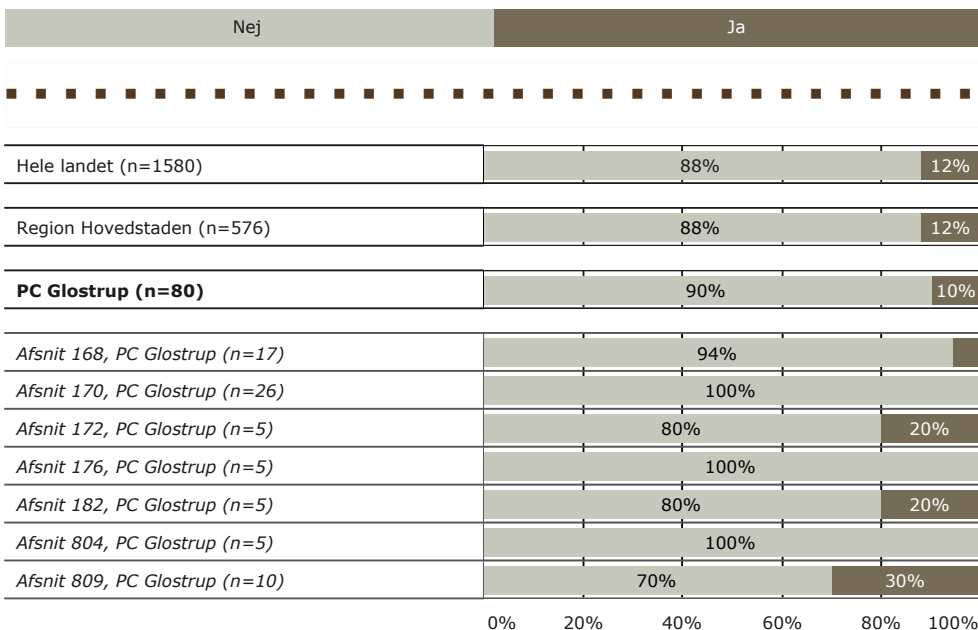 Nej Ja
Hele landet (n=1580) 88% 12%
Region Hovedstaden (n=576) 88% 12%
PC Glostrup (n=80) 90% 10%
Afsnit 168, PC Glostrup (n=17) 94%
Afsnit 170, PC Glostrup (n=26) 100%
Afsnit 172, PC Glostrup (n=5) 80% 20%
Afsnit 176, PC Glostrup (n=5) 100%
Afsnit 182, PC Glostrup (n=5) 80% 20%
Afsnit 804, PC Glostrup (n=5) 100%
Afsnit 809, PC Glostrup (n=10) 70% 30%
0% 20% 40% 60% 80% 100%